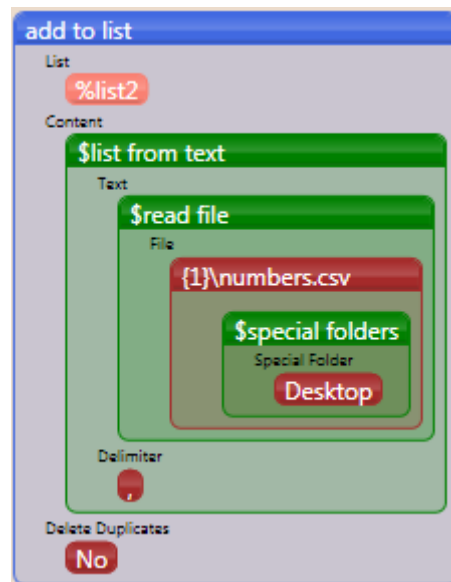 add to list
List
%list2
Content
$list from text
Text
$read file
File
{1}\numbers.csv
$special folders
Special Folder
Desktop
Delimiter
,
Delete Duplicates
No